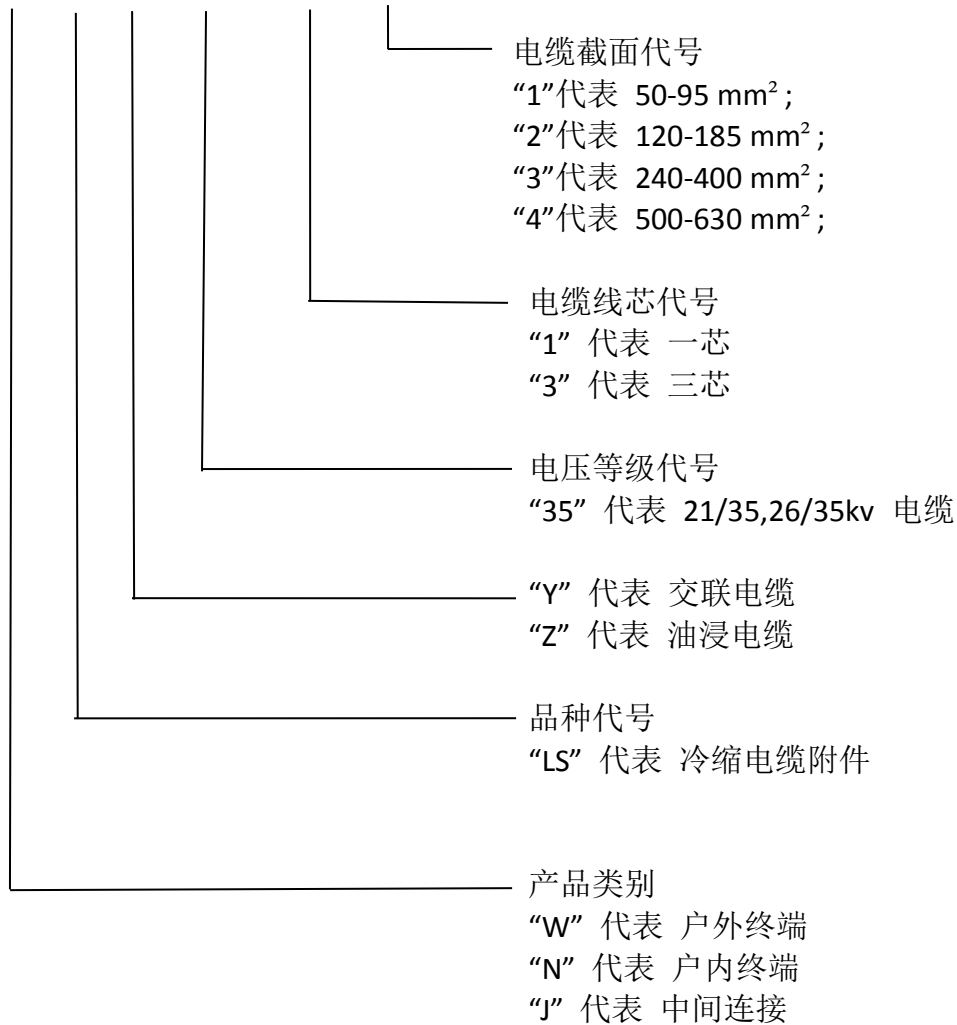 电缆截面代号
“1”代表 50-95 mm²;
“2”代表 120-185 mm²;
“3”代表 240-400 mm²;
“4”代表 500-630 mm²;
电缆线芯代号
“1” 代表 一芯
“3” 代表 三芯
电压等级代号
“35” 代表 21/35,26/35kv 电缆
“Y” 代表 交联电缆
“Z” 代表 油浸电缆
品种代号
“LS” 代表 冷缩电缆附件
产品类别
“W” 代表 户外终端
“N” 代表 户内终端
“J” 代表 中间连接